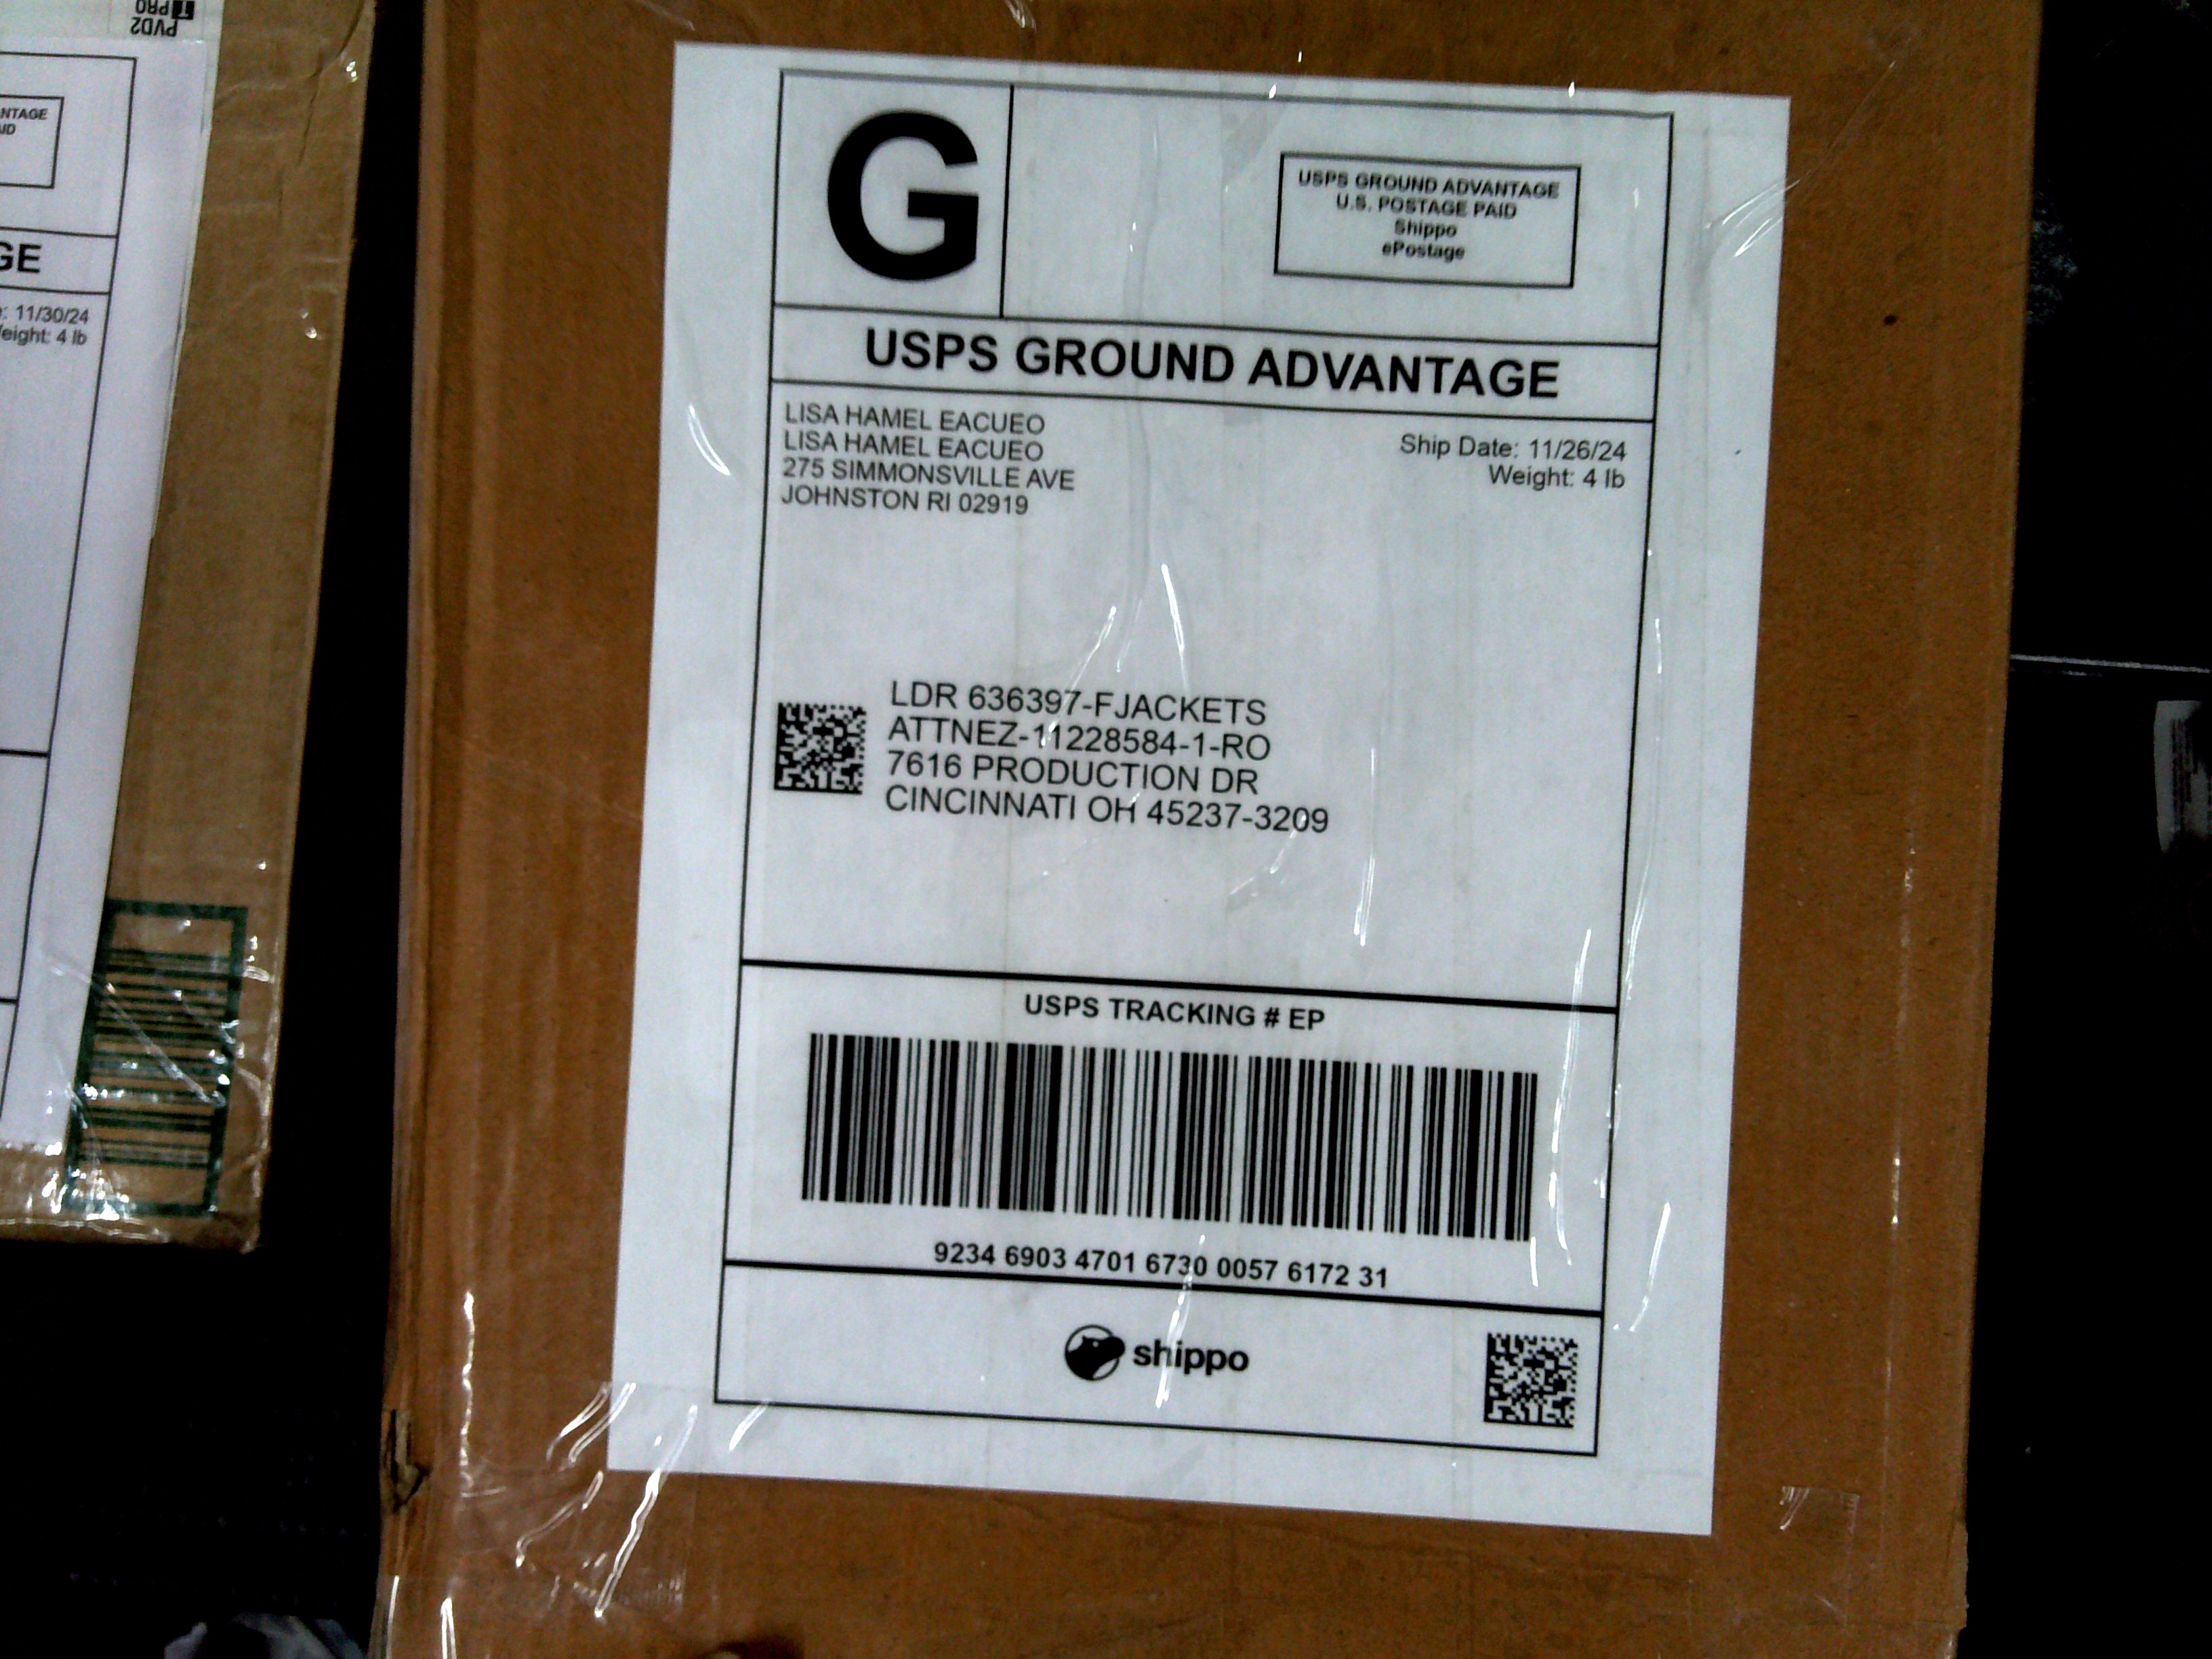 PVD2
PRO
NTAGE
GE
11/30/24
eight: 4 lb
G
USPS GROUND ADVANTAGE
U.S. POSTAGE PAID
Shippo
ePostage
USPS GROUND ADVANTAGE
LISA HAMEL EACUEO
LISA HAMEL EACUEO
275 SIMMONSVILLE AVE
JOHNSTON RI 02919
Ship Date: 11/26/24
Weight: 4 lb
LDR 636397-FJACKETS
ATTNEZ-11228584-1-RO
7616 PRODUCTION DR
CINCINNATI OH 45237-3209
USPS TRACKING # EP
9234 6903 4701 6730 0057 6172 31
shippo